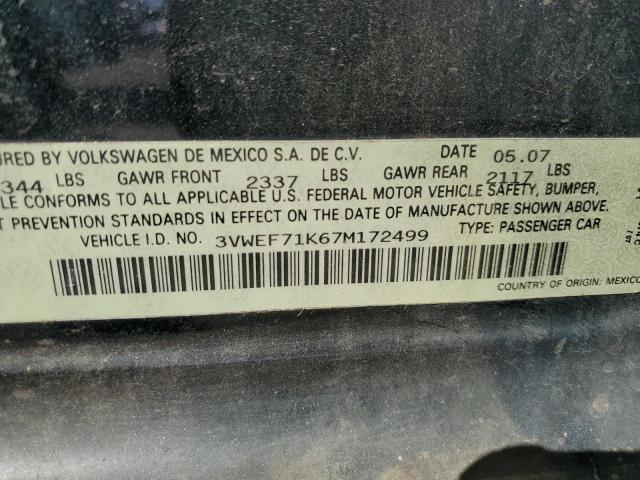 URED BY VOLKSWAGEN DE MEXICO S.A. DE C.V. DATE 05.07
344 LBS GAWR FRONT 2337 LBS GAWR REAR 2117 LBS
LE CONFORMS TO ALL APPLICABLE U.S. FEDERAL MOTOR VEHICLE SAFETY, BUMPER,
T PREVENTION STANDARDS IN EFFECT ON THE DATE OF MANUFACTURE SHOWN ABOVE.
VEHICLE I.D. NO. 3VWEF71K67M172499 TYPE: PASSENGER CAR
COUNTRY OF ORIGIN: MEXICO